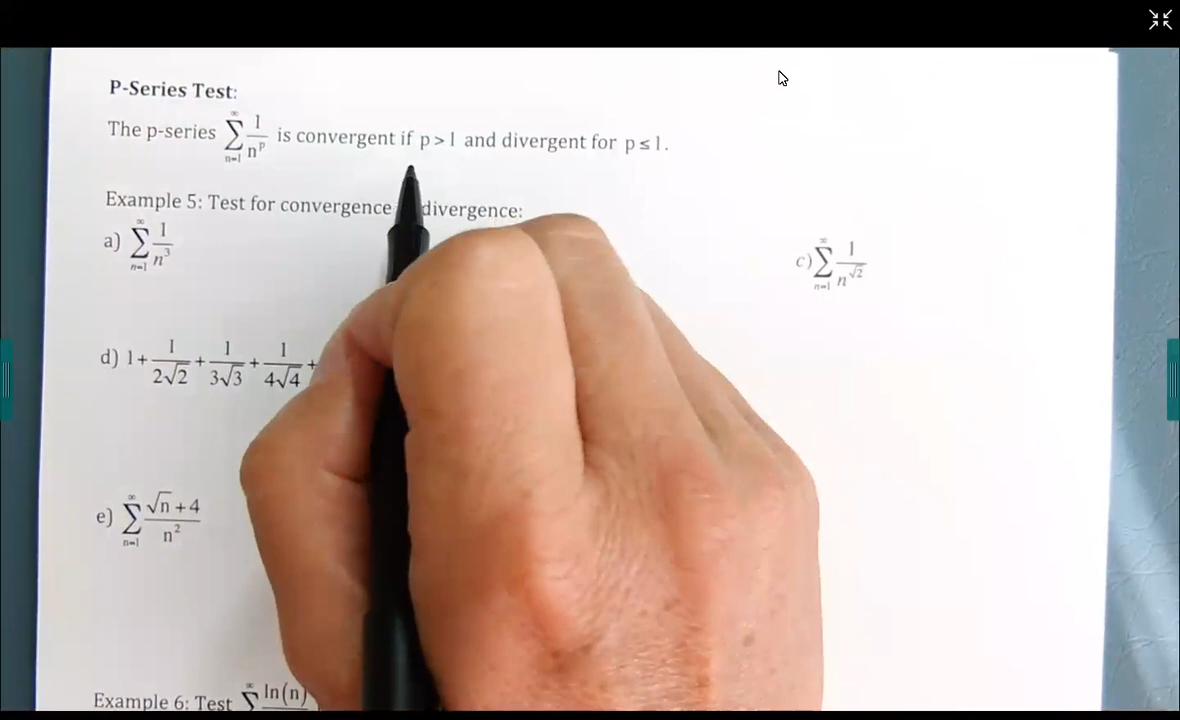 P-Series Test:
The p-series ∑_{n=1}^{∞} 1/n^p is convergent if p > 1 and divergent for p ≤ 1.
Example 5: Test for convergence divergence:
a) ∑_{n=1}^{∞} 1/n^3
c) ∑_{n=1}^{∞} 1/n^{√2}
d) 1 + 1/(2√2) + 1/(3√3) + 1/(4√4) +
e) ∑_{n=1}^{∞} (√n + 4)/n^2
Example 6: Test ∑^{∞} ln(n)